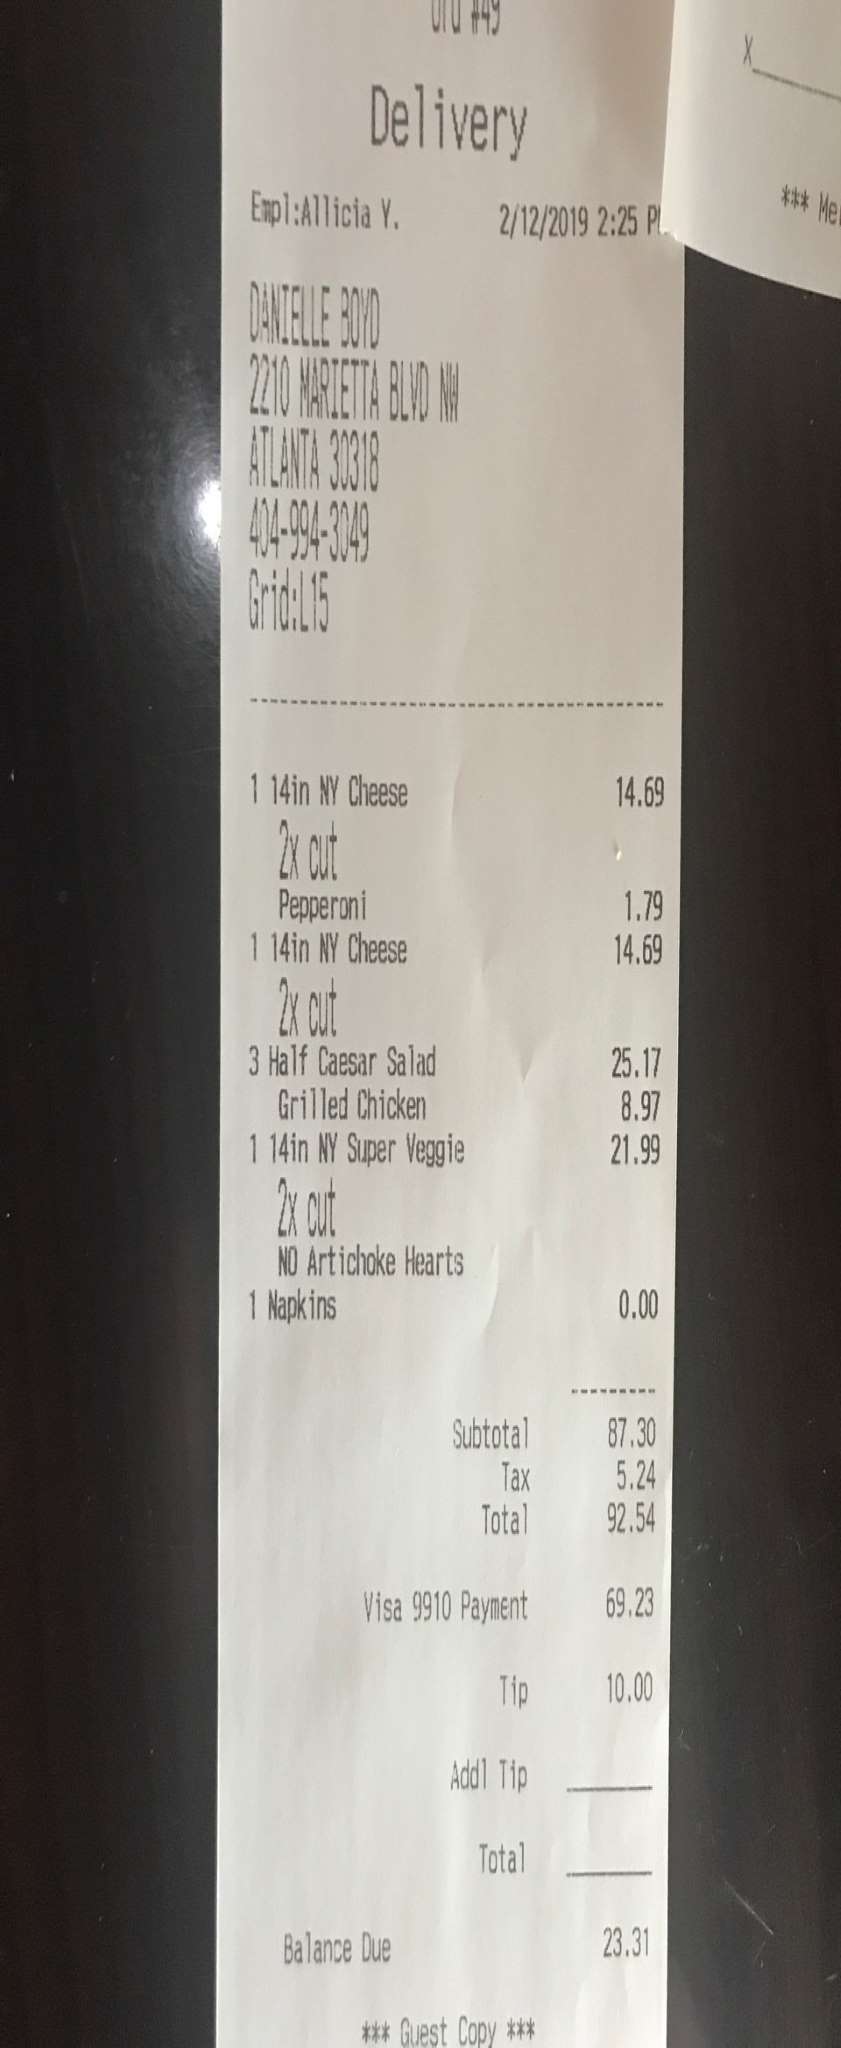 Ord #49
Delivery
X
*** Me
Empl:Allicia Y. 2/12/2019 2:25 P
DANIELLE BOYD
2210 MARIETTA BLVD NW
ATLANTA 30318
404-994-3049
Grid:L15
1 14in NY Cheese 14.69
2x cut
Pepperoni 1.79
1 14in NY Cheese 14.69
2x cut
3 Half Caesar Salad 25.17
Grilled Chicken 8.97
1 14in NY Super Veggie 21.99
2x cut
NO Artichoke Hearts
1 Napkins 0.00
Subtotal 87.30
Tax 5.24
Total 92.54
Visa 9910 Payment 69.23
Tip 10.00
Addl Tip
Total
Balance Due 23.31
*** Guest Copy ***